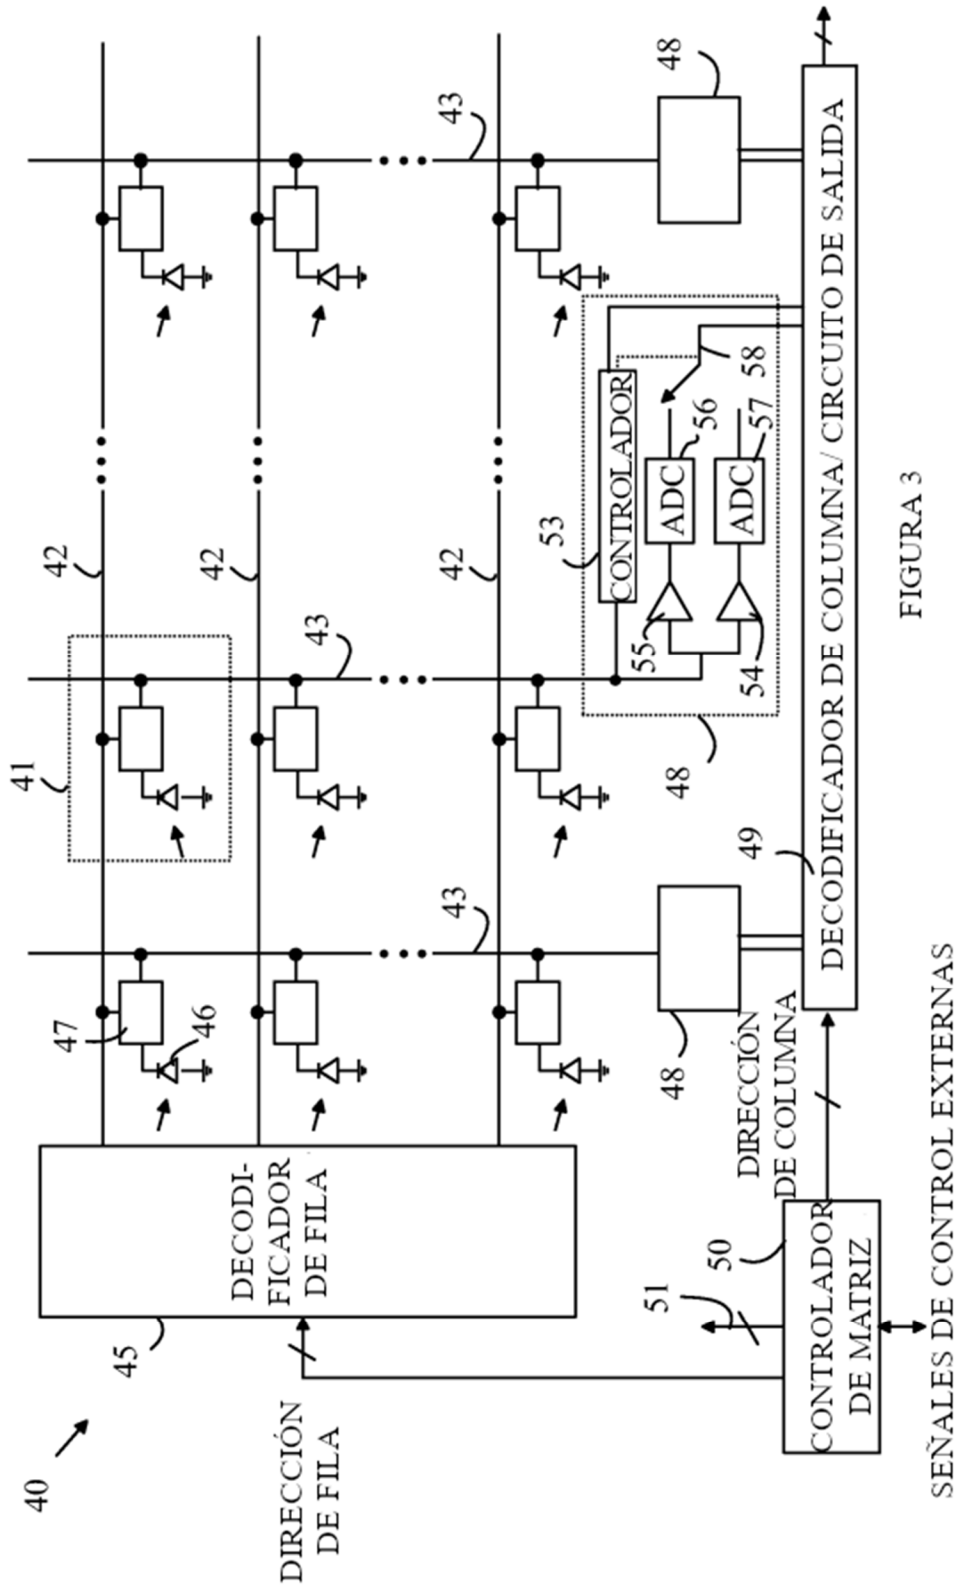 40
45
DECODI-
FICADOR
DE FILA
DIRECCIÓN
DE FILA
47
46
41
42
42
42
43
43
43
48
48
48
53
CONTROLADOR
55
54
ADC
ADC
56
57
58
49
DECODIFICADOR DE COLUMNA/ CIRCUITO DE SALIDA
DIRECCIÓN
DE COLUMNA
51
50
CONTROLADOR
DE MATRIZ
SEÑALES DE CONTROL EXTERNAS
FIGURA 3